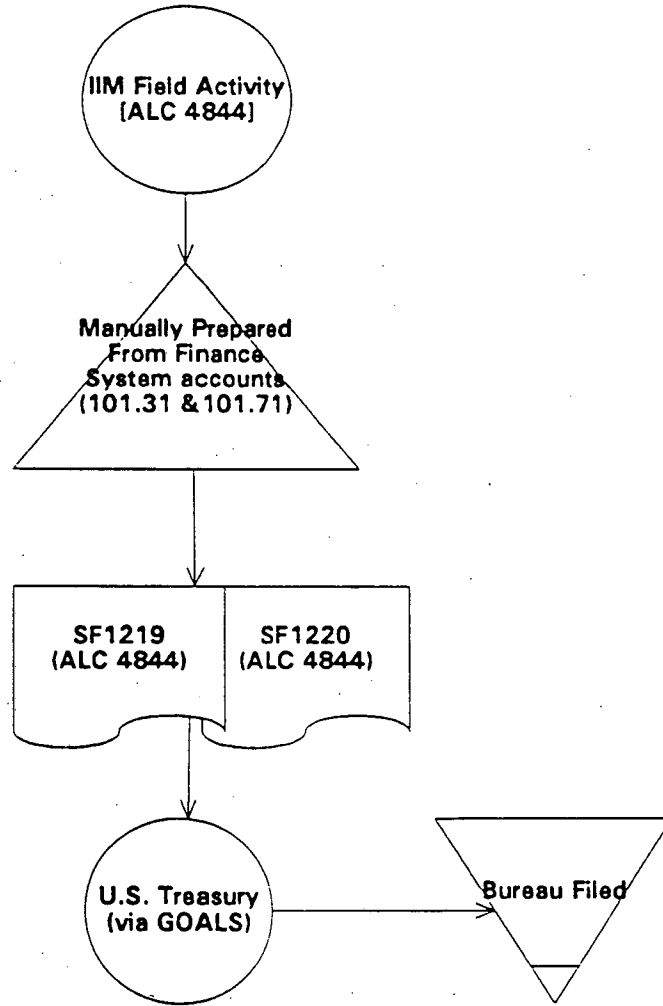 IIM Field Activity
[ALC 4844]
Manually Prepared
From Finance
System accounts
(101.31 &101.71)
SF1219
(ALC 4844)
SF1220
(ALC 4844)
U.S. Treasury
(via GOALS)
Bureau Filed